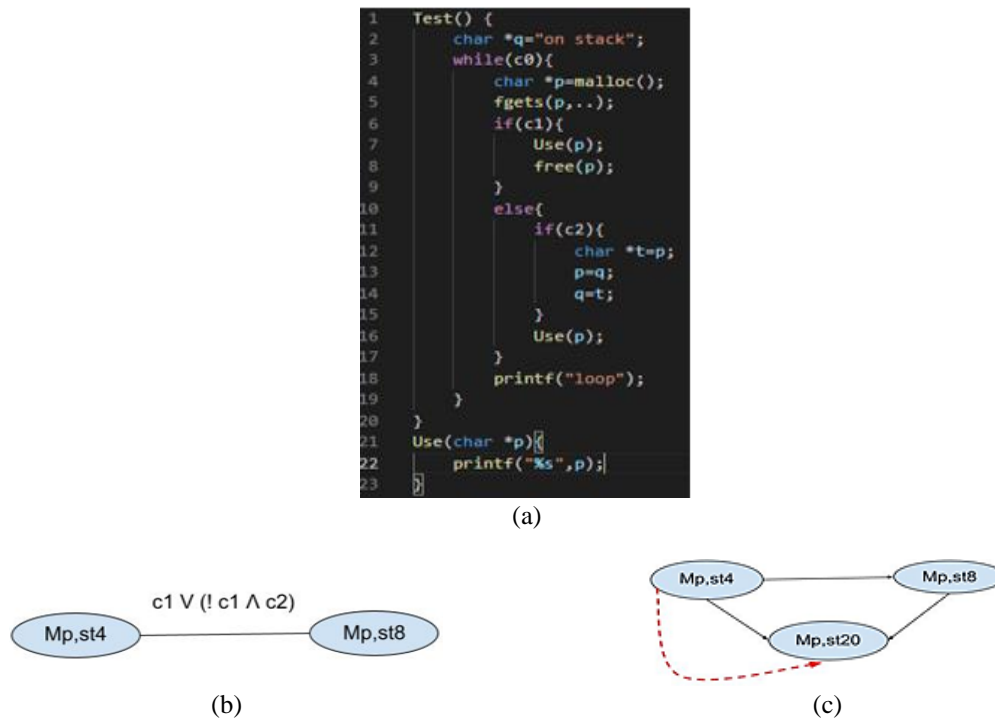 1 Test() {
2 char *q="on stack";
3 while(c0){
4 char *p=malloc();
5 fgets(p,..);
6 if(c1){
7 Use(p);
8 free(p);
9 }
10 else{
11 if(c2){
12 char *t=p;
13 p=q;
14 q=t;
15 }
16 Use(p);
17 }
18 printf("loop");
19 }
20 }
21 Use(char *p){
22 printf("%s",p);
23 }
(a)
c1 V (! c1 Λ c2)
Mp,st4 Mp,st8
(b)
Mp,st4 Mp,st8
Mp,st20
(c)